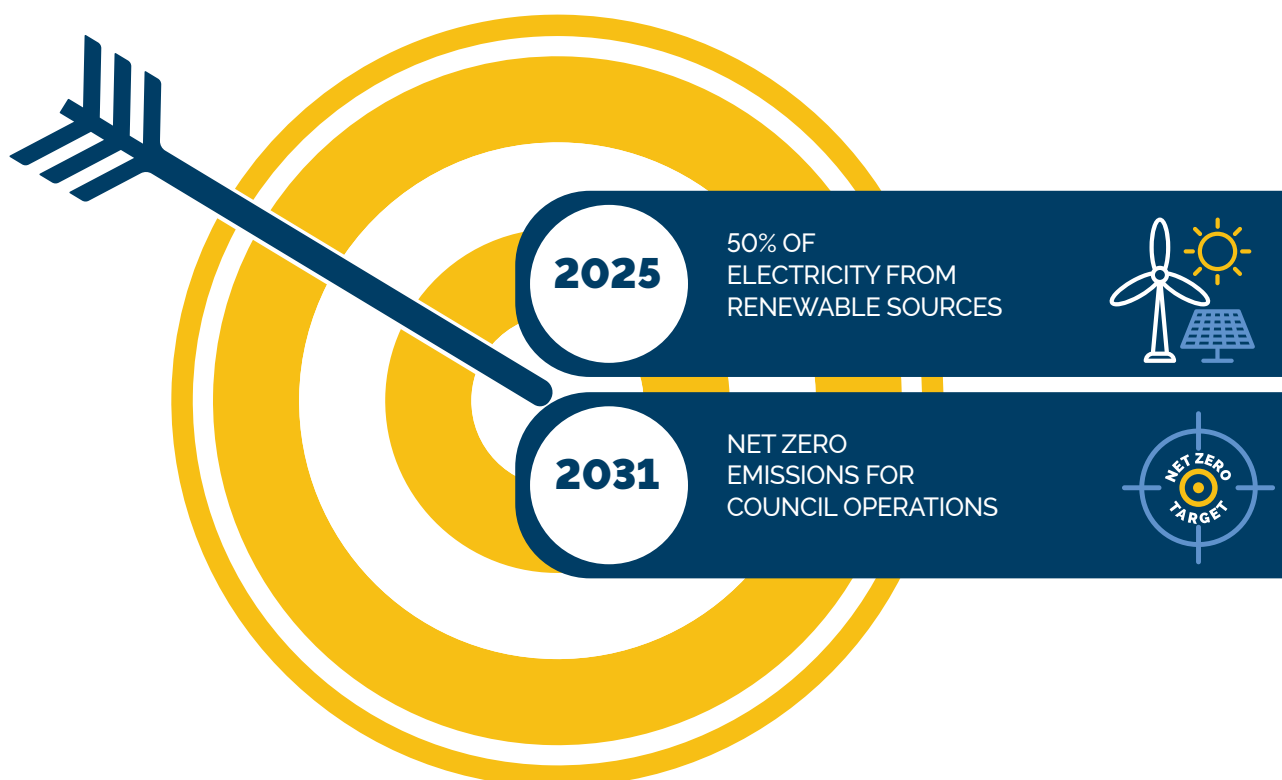 2025
50% OF
ELECTRICITY FROM
RENEWABLE SOURCES
2031
NET ZERO
EMISSIONS FOR
COUNCIL OPERATIONS
NET ZERO
TARGET